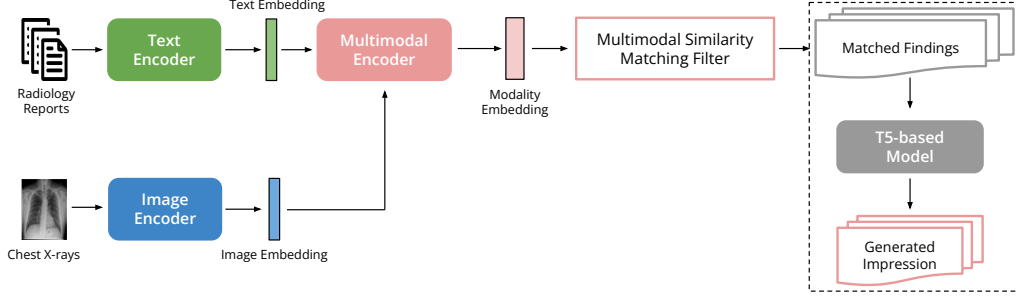 Text Embedding
Text
Encoder
Multimodal
Encoder
Multimodal Similarity
Matching Filter
Matched Findings
Radiology
Reports
Modality
Embedding
T5-based
Model
Image
Encoder
Chest X-rays
Image Embedding
Generated
Impression